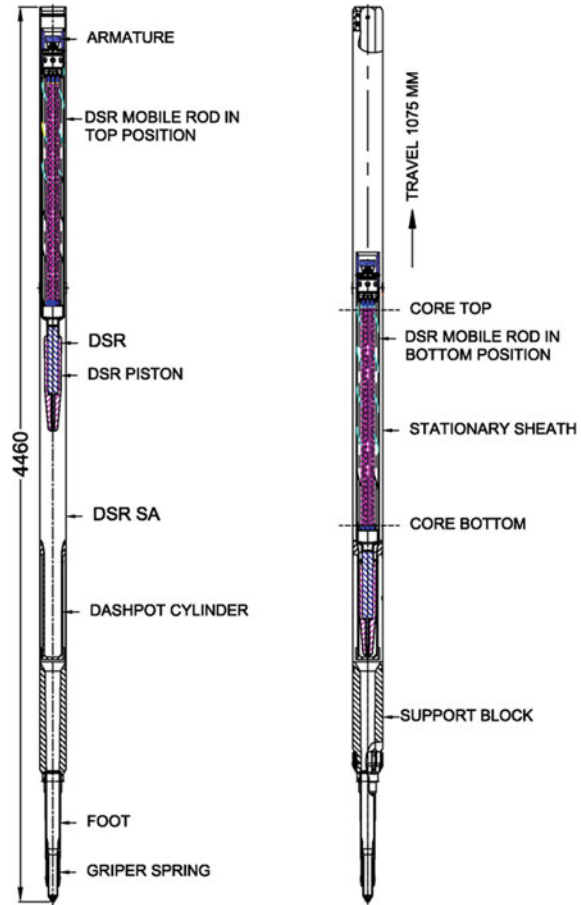 ARMATURE
DSR MOBILE ROD IN
TOP POSITION
DSR
DSR PISTON
4460
DSR SA
DASHPOT CYLINDER
FOOT
GRIPER SPRING
TRAVEL 1075 MM
CORE TOP
DSR MOBILE ROD IN
BOTTOM POSITION
STATIONARY SHEATH
CORE BOTTOM
SUPPORT BLOCK